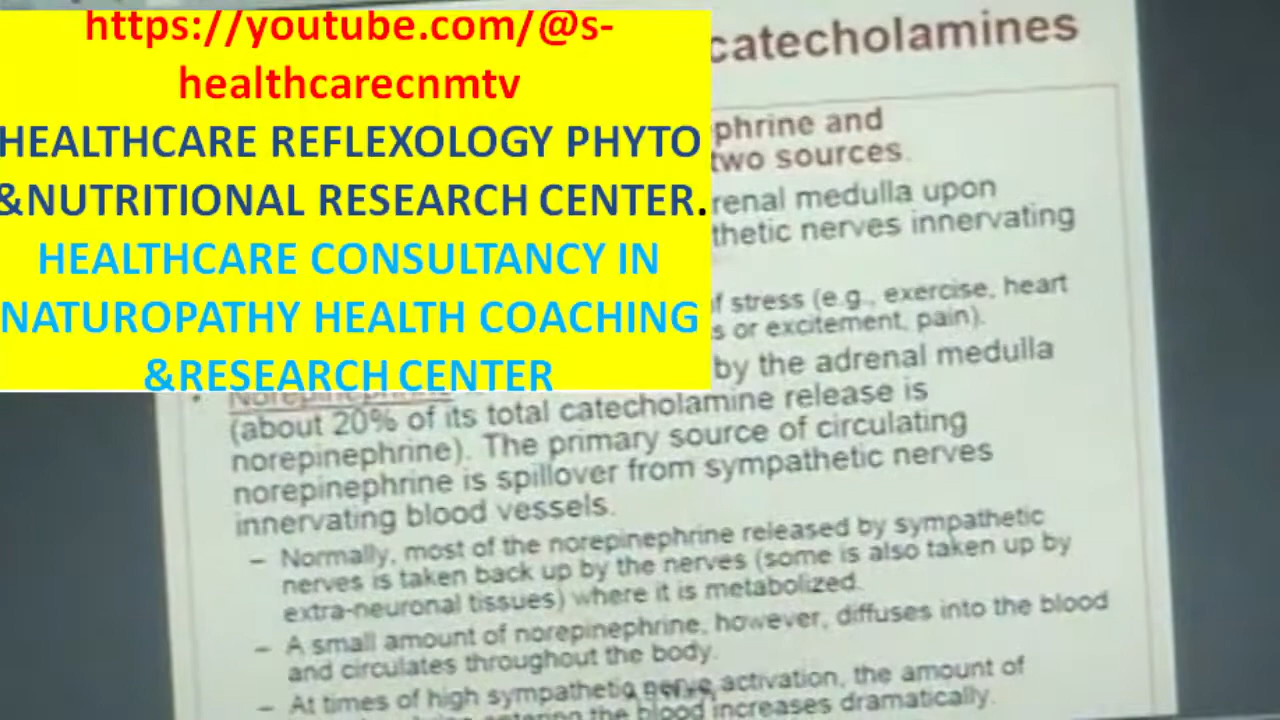 https://youtube.com/@s-
healthcarecnmtv
HEALTHCARE REFLEXOLOGY PHYTO
&NUTRITIONAL RESEARCH CENTER.
HEALTHCARE CONSULTANCY IN
NATUROPATHY HEALTH COACHING
&RESEARCH CENTER
catecholamines
phrine and
two sources.
renal medulla upon
thetic nerves innervating
f stress (e.g., exercise, heart
s or excitement, pain).
by the adrenal medulla
• Norepinephrine
(about 20% of its total catecholamine release is
norepinephrine). The primary source of circulating
norepinephrine is spillover from sympathetic nerves
innervating blood vessels.
– Normally, most of the norepinephrine released by sympathetic
nerves is taken back up by the nerves (some is also taken up by
extra-neuronal tissues) where it is metabolized.
– A small amount of norepinephrine, however, diffuses into the blood
and circulates throughout the body.
– At times of high sympathetic nerve activation, the amount of
entering the blood increases dramatically.